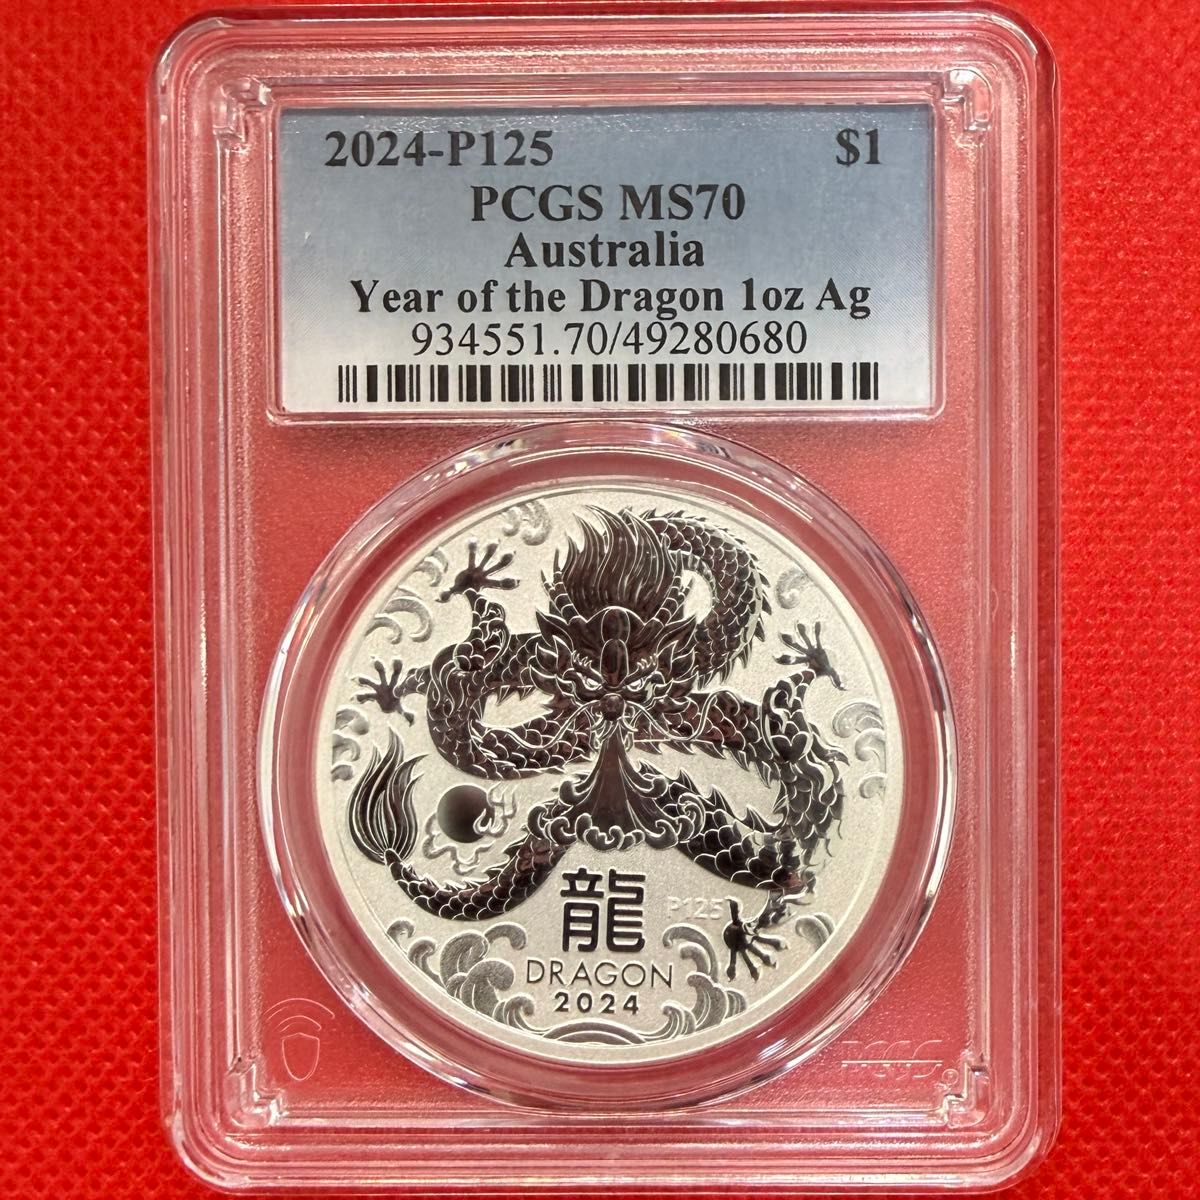 2024-P125 $1
PCGS MS70
Australia
Year of the Dragon 1oz Ag
934551.70/49280680
龍
P125
DRAGON
2024
PCGS